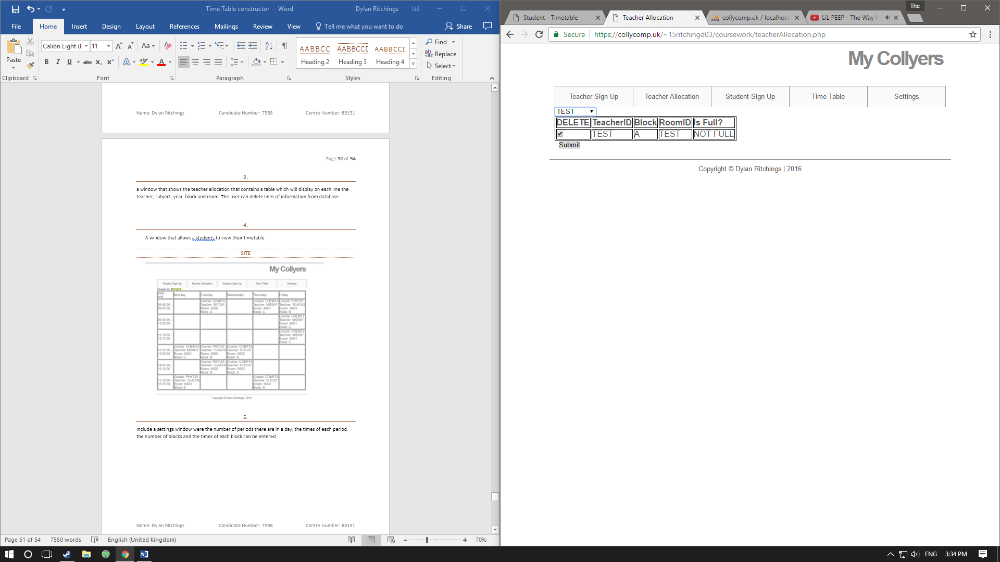 Time Table constructor - Word
Dylan Ritchings
File Home Insert Design Layout References Mailings Review View Tell me what you want to do Share
Paste
Calibri Light (H 11
AABBCC AABBCCD AABBCCD
Heading 2 Heading 3 Heading 4
Find
Replace
Select
Clipboard Font Paragraph Styles Editing
Name: Dylan Ritchings Candidate Number: 7358 Centre Number: 65131
Page 51 of 54
3.
a window that shows the teacher allocation that contains a table which will display on each line the
teacher, subject, year, block and room. The user can delete lines of information from database
4.
A window that allows a students to view their timetable
SITE
My Collyers
Teacher Sign Up Teacher Allocation Student Sign Up Time Table Settings
Student ID: RITCD1
start - end Monday Tuesday Wednesday Thursday Friday
08:40:00 - Course: COMP12 Course: CHEM12 Course: PHY123
09:45:00 Teacher: RITC01 Teacher: MID001 Teacher: TEACH2
Room: S002 Room: A001 Room: A003
Block: A Block: C Block: B
09:45:00 - Course: CHEM12
10:50:00 Teacher: MID001
Room: A001
Block: C
11:10:00 - Course: CHEM12
12:15:00 Teacher: MID001
Room: A001
Block: C
12:15:00 - Course: CHEM12 Course: PHY123 Course: COMP12
13:20:00 Teacher: MID001 Teacher: TEACH2 Teacher: RITC01
Room: A001 Room: A003 Room: S002
Block: C Block: B Block: A
14:05:00 - Course: PHY123 Course: COMP12
15:10:00 Teacher: TEACH2 Teacher: RITC01
Room: A003 Room: S002
Block: B Block: A
15:10:00 - Course: PHY123 Course: COMP12
16:15:00 Teacher: TEACH2 Teacher: RITC01
Room: A003 Room: S002
Block: B Block: A
Copyright © Dylan Ritchings | 2016
5.
Include a settings window were the number of periods there are in a day, the times of each period,
the number of blocks and the times of each block can be entered.
Name: Dylan Ritchings Candidate Number: 7358 Centre Number: 65131
Page 51 of 54 7550 words English (United Kingdom) 70%
The
Student - Timetable
Teacher Allocation
collycomp.uk / localhost
LiL PEEP - The Way I S
Secure https://collycomp.uk/~15ritchingd03/coursework/teacherAllocation.php
My Collyers
Teacher Sign Up Teacher Allocation Student Sign Up Time Table Settings
TEST
DELETE TeacherID Block RoomID Is Full?
TEST A TEST NOT FULL
Submit
Copyright © Dylan Ritchings | 2016
ENG 3:34 PM